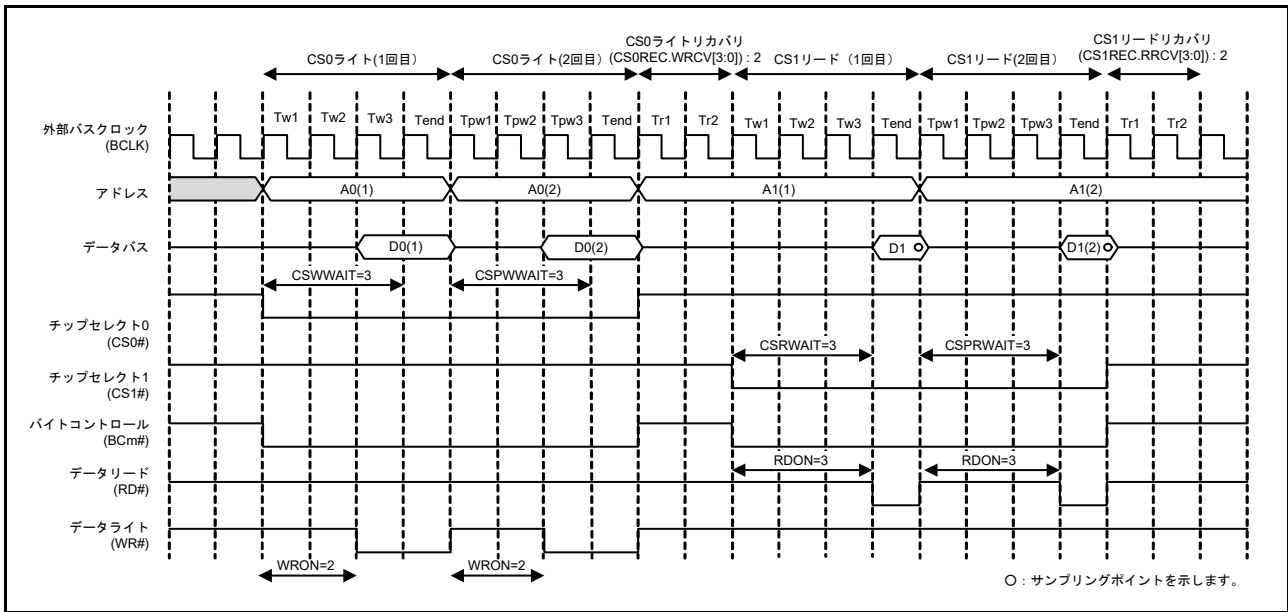 CS0ライト(1回目)
CS0ライト(2回目)
CS0ライトリカバリ
(CS0REC.WRCV[3:0]) : 2
CS1リード（1回目）
CS1リード(2回目)
CS1リードリカバリ
(CS1REC.RRCV[3:0]) : 2
外部バスクロック
(BCLK)
Tw1 Tw2 Tw3 Tend Tpw1 Tpw2 Tpw3 Tend Tr1 Tr2 Tw1 Tw2 Tw3 Tend Tpw1 Tpw2 Tpw3 Tend Tr1 Tr2
アドレス
A0(1) A0(2) A1(1) A1(2)
データバス
D0(1) D0(2) D1 D1(2)
CSWWAIT=3 CSPWWAIT=3
チップセレクト0
(CS0#)
CSRWAIT=3 CSPRWAIT=3
チップセレクト1
(CS1#)
バイトコントロール
(BCm#)
RDON=3 RDON=3
データリード
(RD#)
データライト
(WR#)
WRON=2 WRON=2
○：サンプリングポイントを示します。